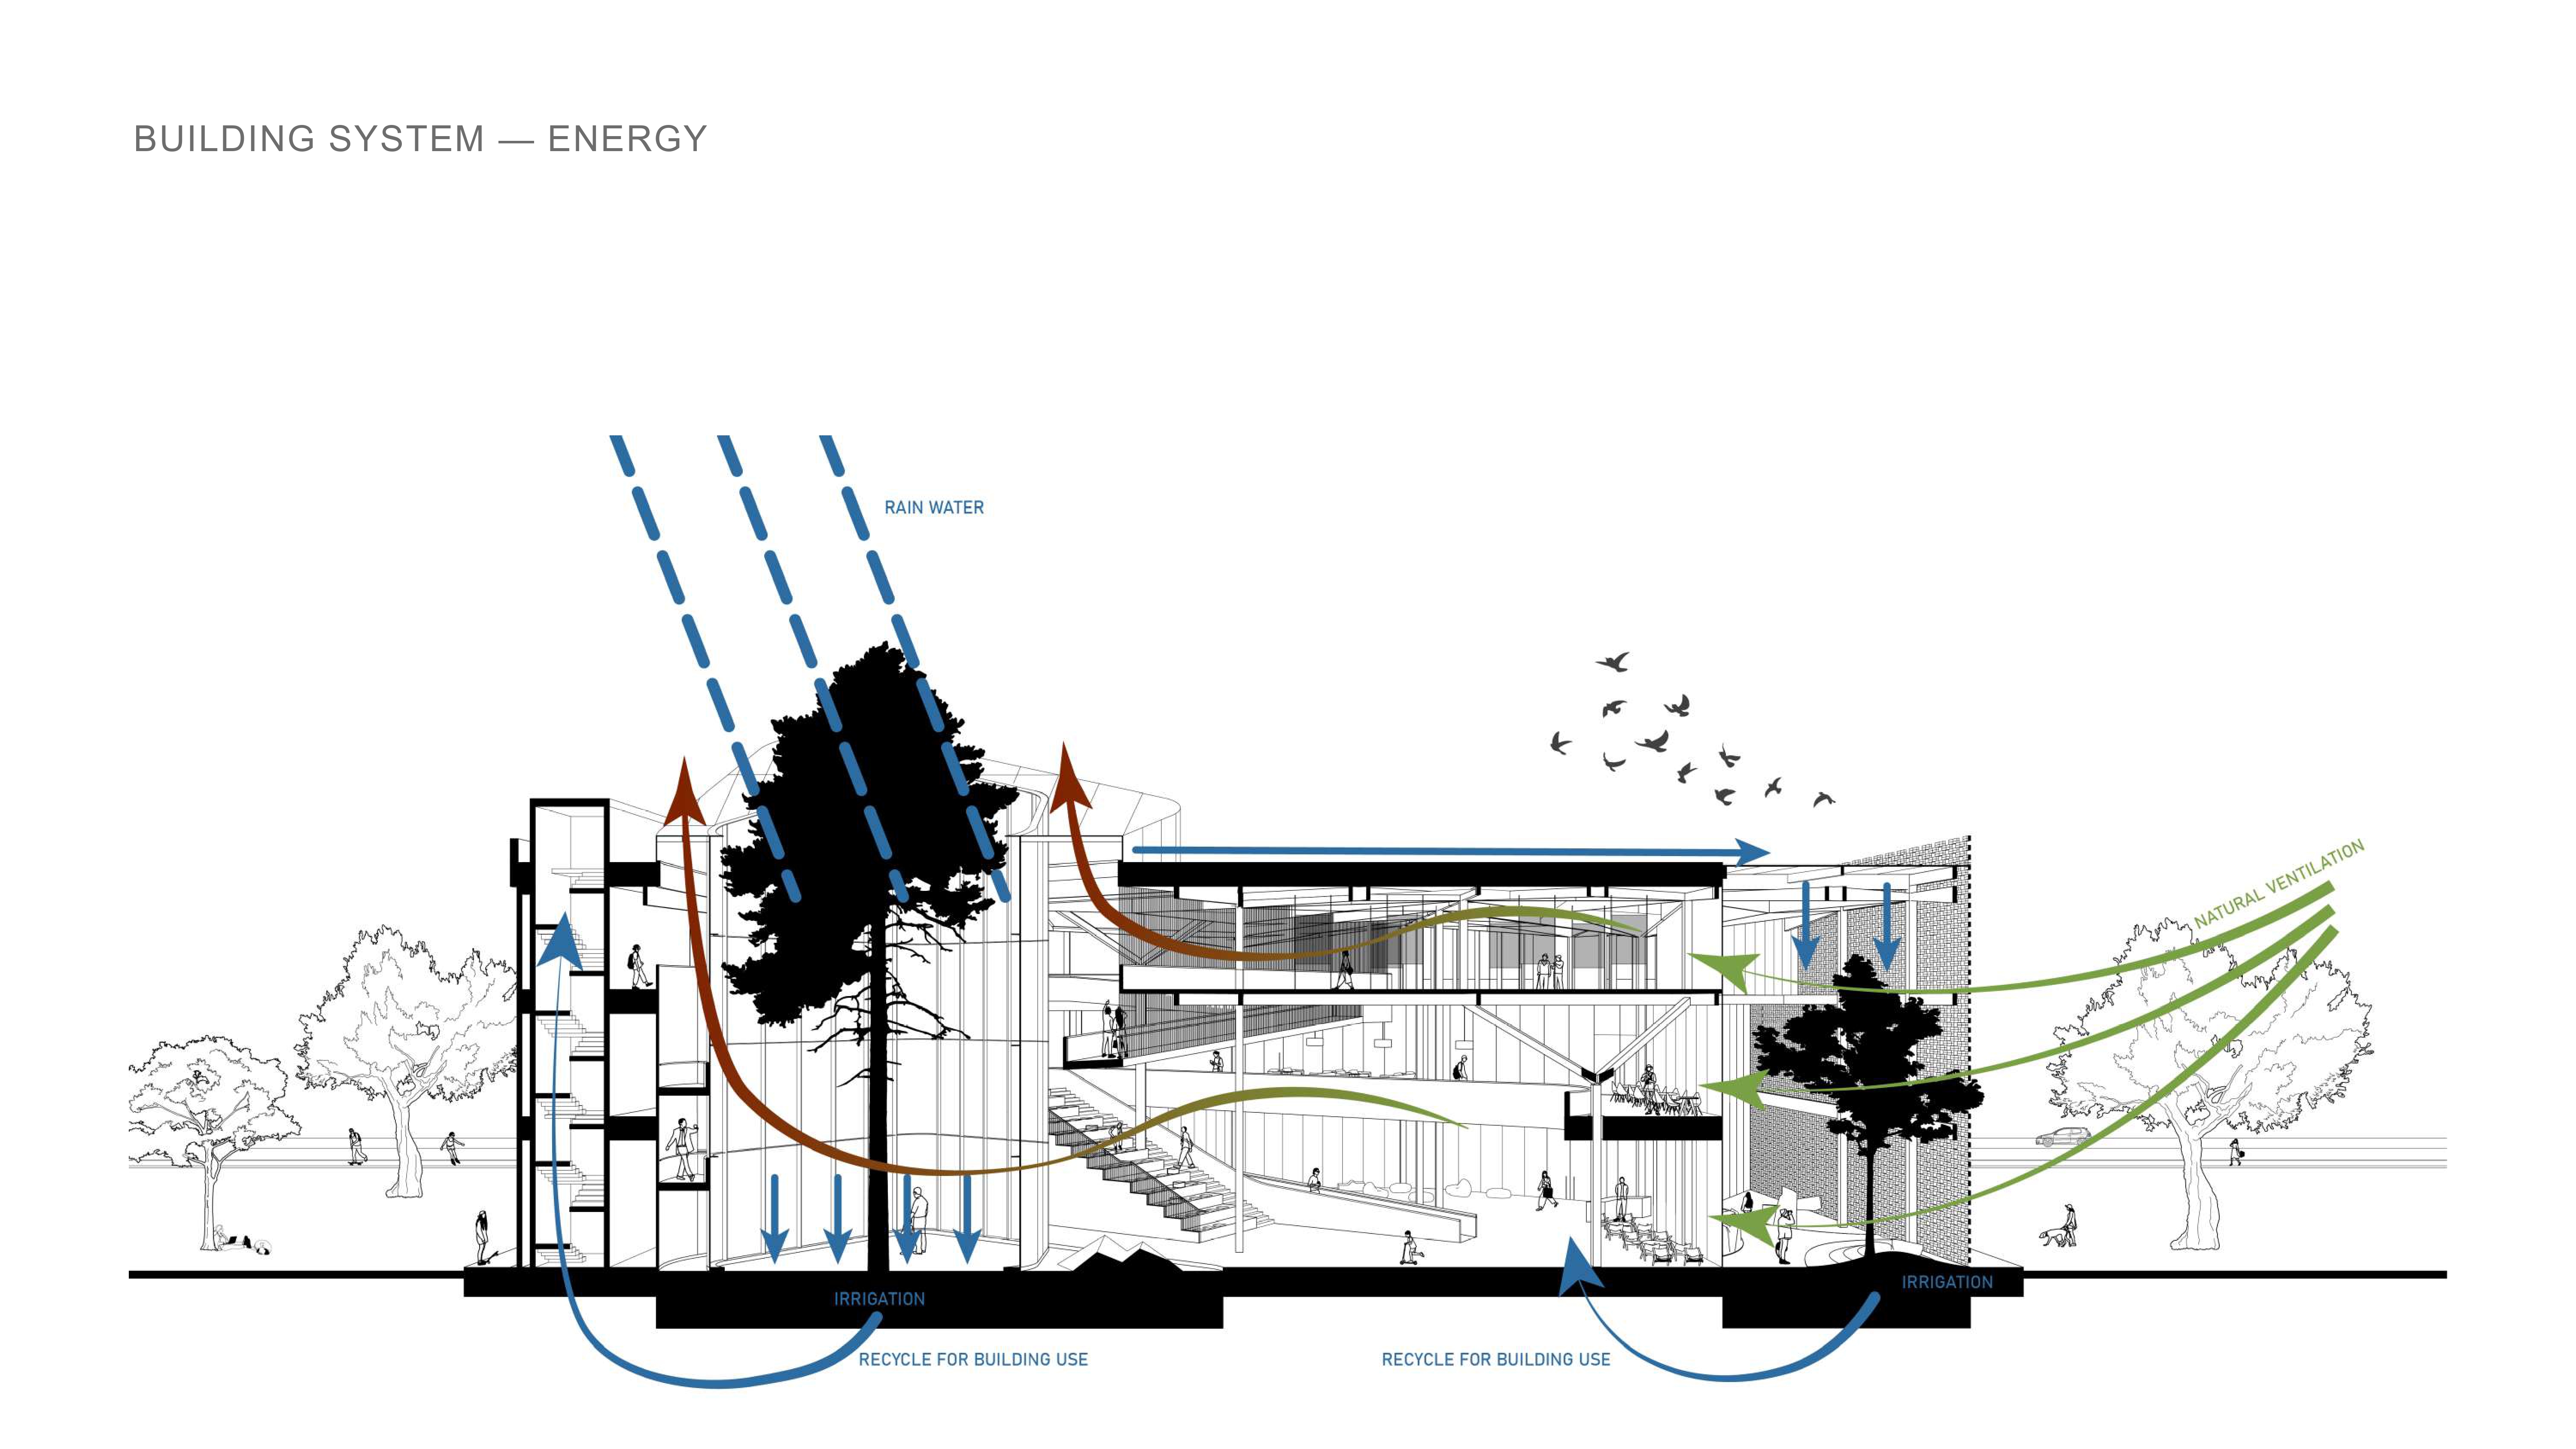 BUILDING SYSTEM — ENERGY
RAIN WATER
NATURAL VENTILATION
IRRIGATION
IRRIGATION
RECYCLE FOR BUILDING USE
RECYCLE FOR BUILDING USE